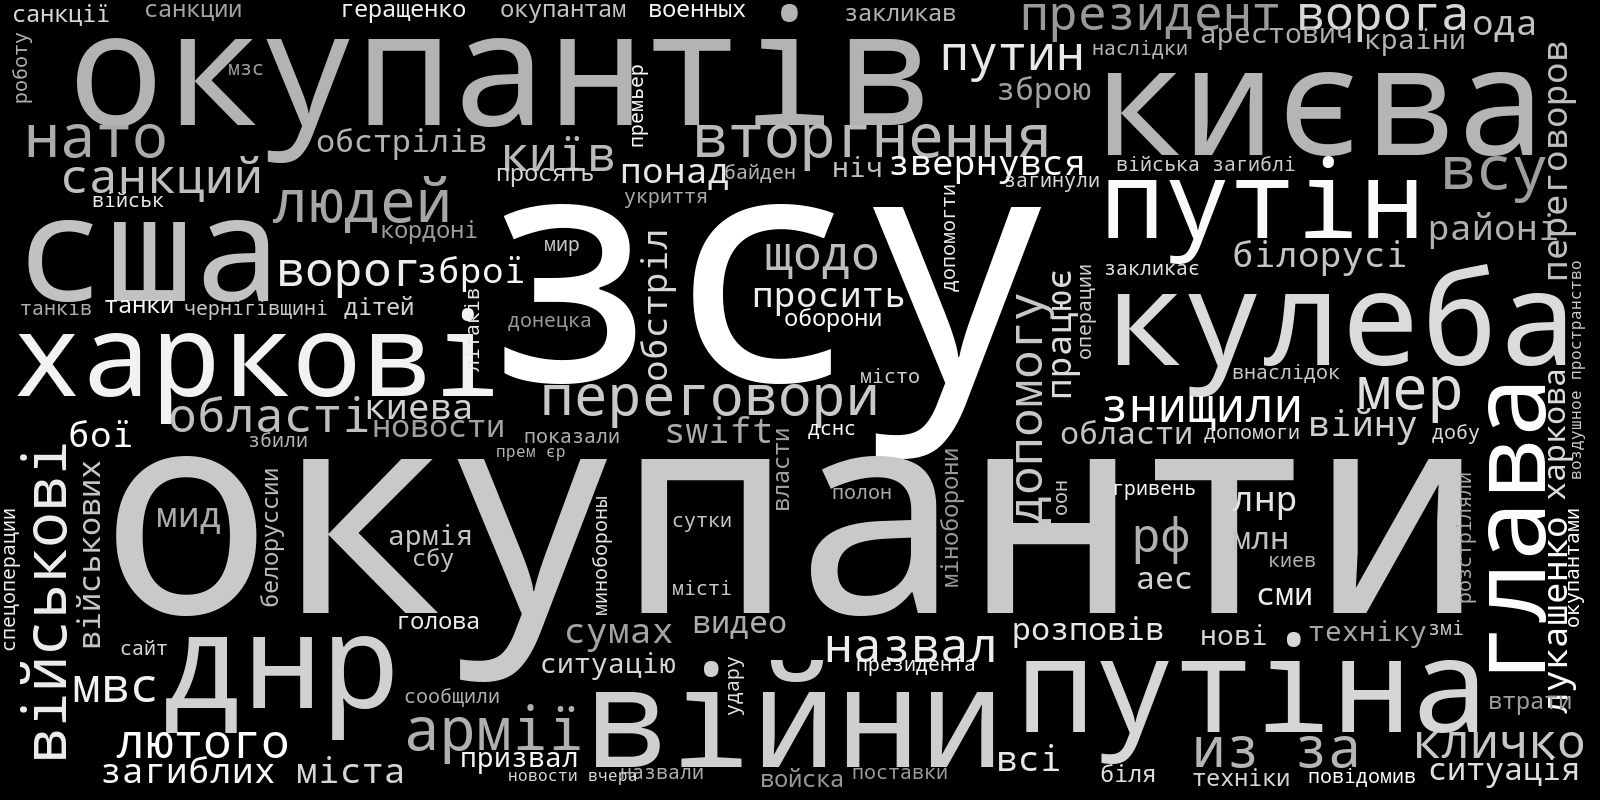 санкції санкции геращенко окупантам военных закликав президент ворога ода
роботу окупантів мзс премьер путин наслідки арестович країни
зброю києва переговоров
нато обстрілів київ вторгнення
санкций просять понад байден ніч звернувся війська загиблі всу
військ людей укриття загинули путін
кордоні районі
сша ворог зброї мир зсу щодо допомогти білорусі
обстріл просить закликає
танків танки чернігівщині дітей літаків донецка оборони допомогу працює операции кулеба воздушное пространство
харкові місто внаслідок мер
області киева переговори знищили харкова
бої новости swift дснс области допомоги війну добу
збили показали
прем єр
військові військових окупанти власти глава
мид белоруссии полон міноборони оон гривень лнр розстріляли
армія сутки рф млн
сбу минобороны місті киев
спецоперации аес сми лукашенко окупантами
голова сумах видео розповів нові техніку змі
сайт днр ситуацію назвал
президента
мвс сообщили удару війни путіна втрати
лютого армії призвал из за кличко
загиблих міста новости вчера назвали войска поставки всі біля техніки повідомив ситуація